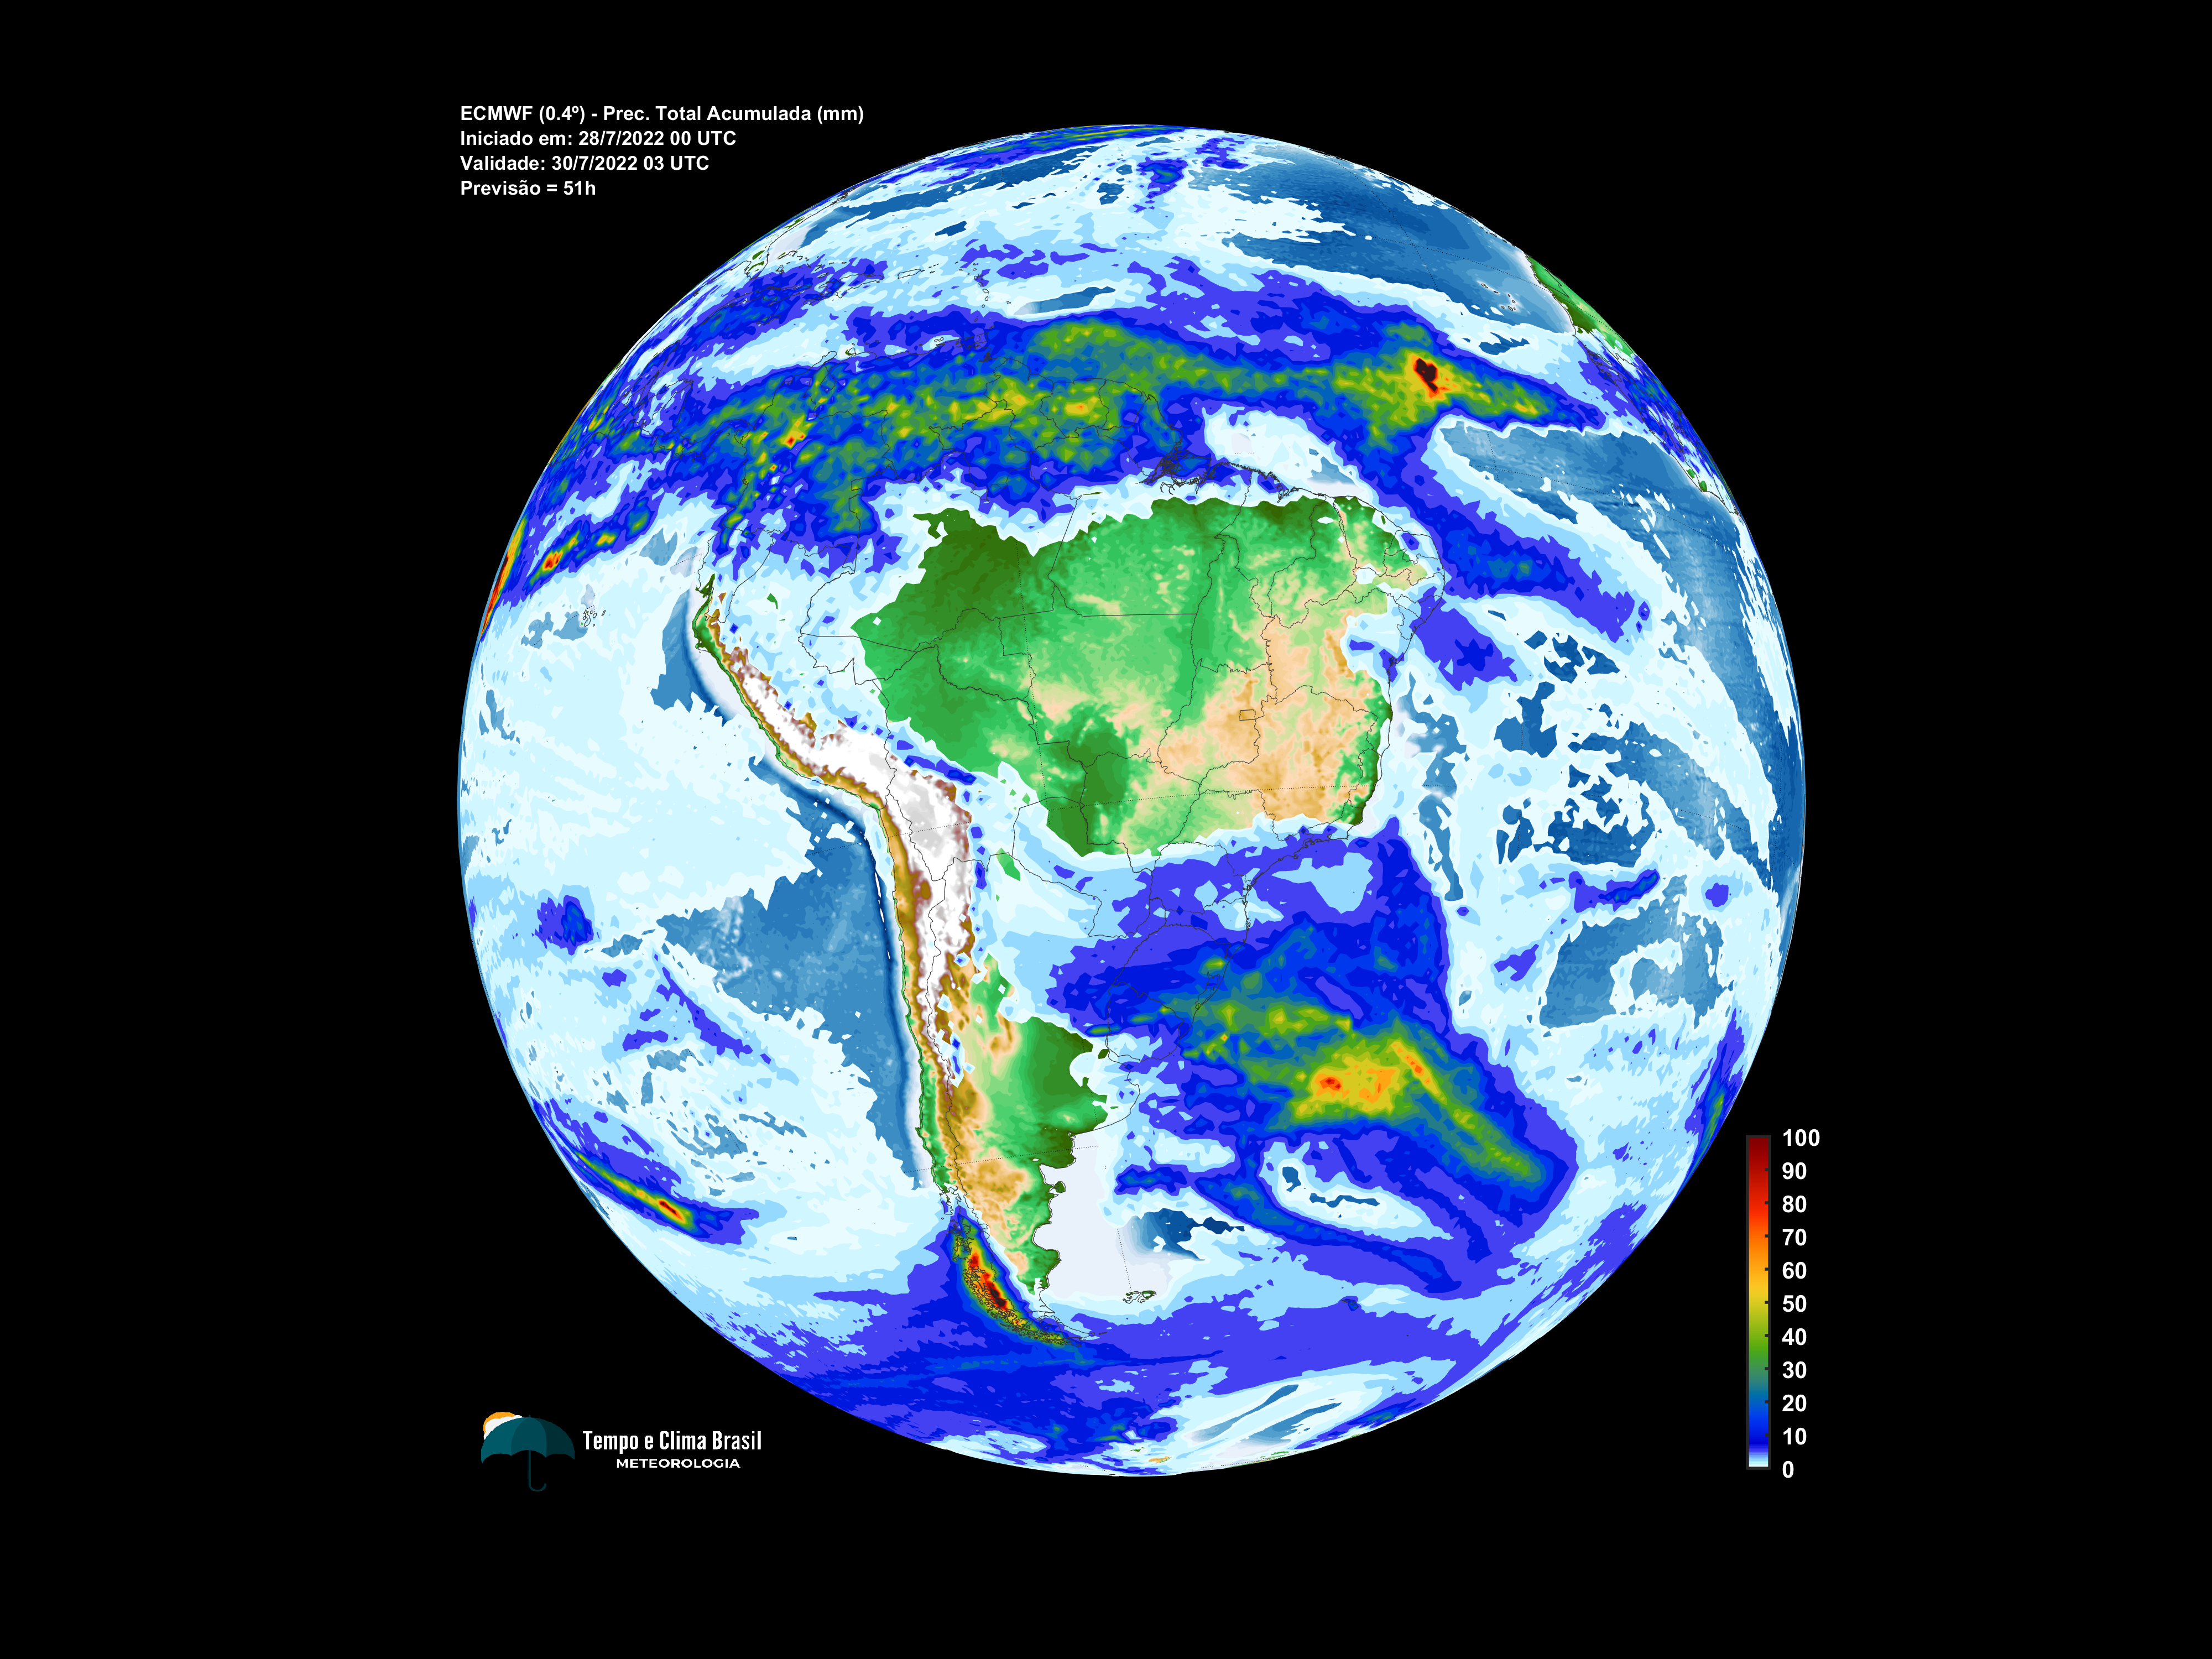 ECMWF (0.4º) - Prec. Total Acumulada (mm)
Iniciado em: 28/7/2022 00 UTC
Validade: 30/7/2022 03 UTC
Previsão = 51h
100
90
80
70
60
50
40
30
20
10
0
Tempo e Clima Brasil
METEOROLOGIA